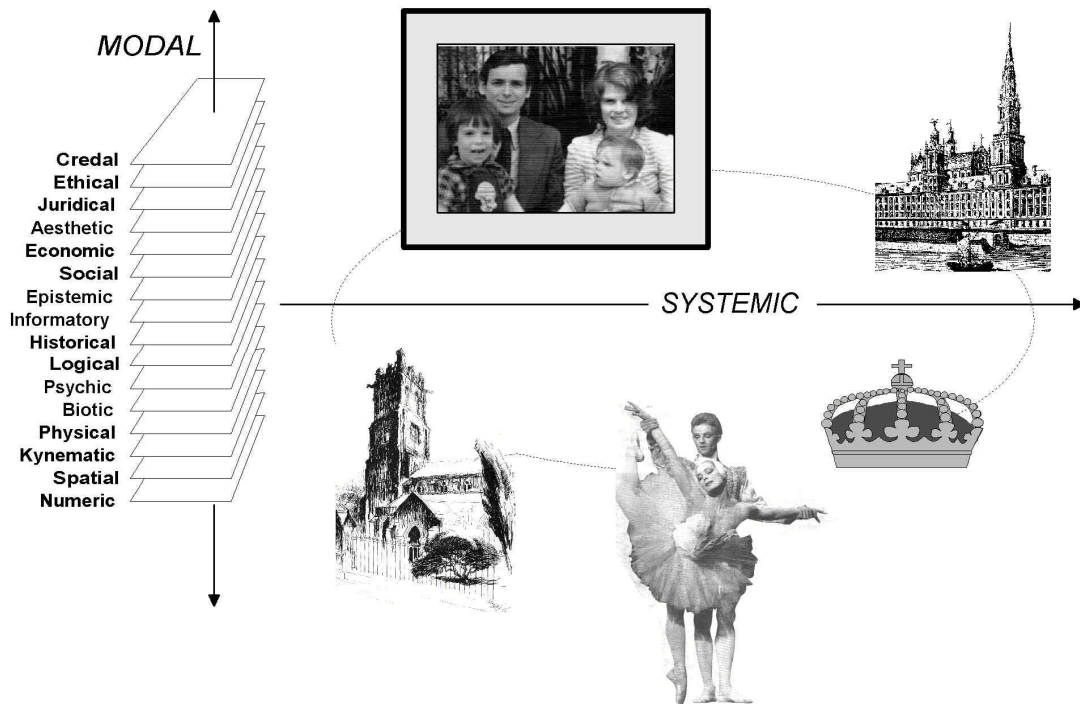 MODAL
Credal
Ethical
Juridical
Aesthetic
Economic
Social
Epistemic
Informatory
Historical
Logical
Psychic
Biotic
Physical
Kynematic
Spatial
Numeric
SYSTEMIC